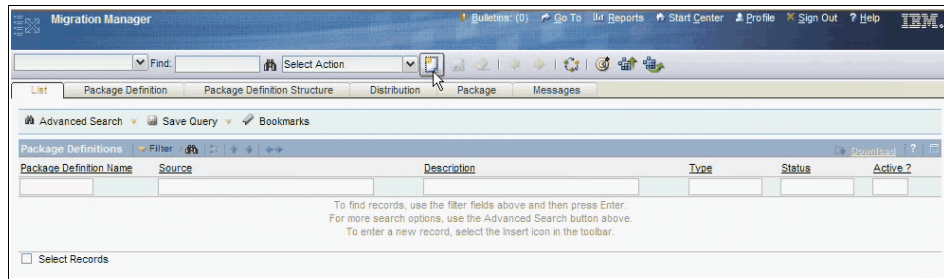 Migration Manager
Bulletins: (0) Go To Reports Start Center Profile Sign Out Help IBM.
Find: Select Action
List Package Definition Package Definition Structure Distribution Package Messages
Advanced Search Save Query Bookmarks
Package Definitions Filter Download ?
Package Definition Name Source Description Type Status Active ?
To find records, use the filter fields above and then press Enter.
For more search options, use the Advanced Search button above.
To enter a new record, select the Insert icon in the toolbar.
Select Records